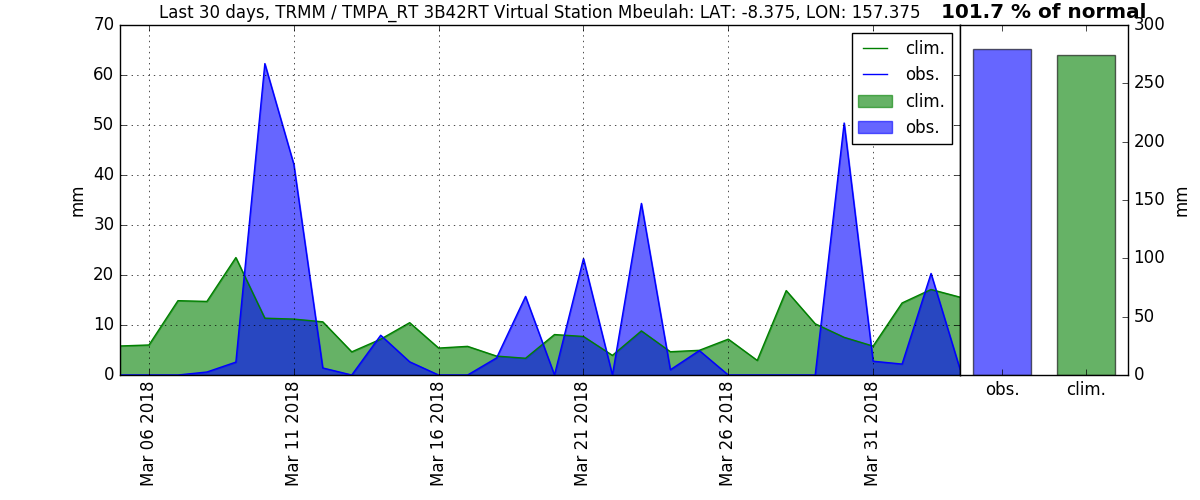 Last 30 days, TRMM / TMPA_RT 3B42RT Virtual Station Mbeulah: LAT: -8.375, LON: 157.375
101.7 % of normal
70
60
50
40
30
20
10
0
mm
clim.
obs.
clim.
obs.
Mar 06 2018
Mar 11 2018
Mar 16 2018
Mar 21 2018
Mar 26 2018
Mar 31 2018
300
250
200
150
100
50
0
mm
obs.
clim.